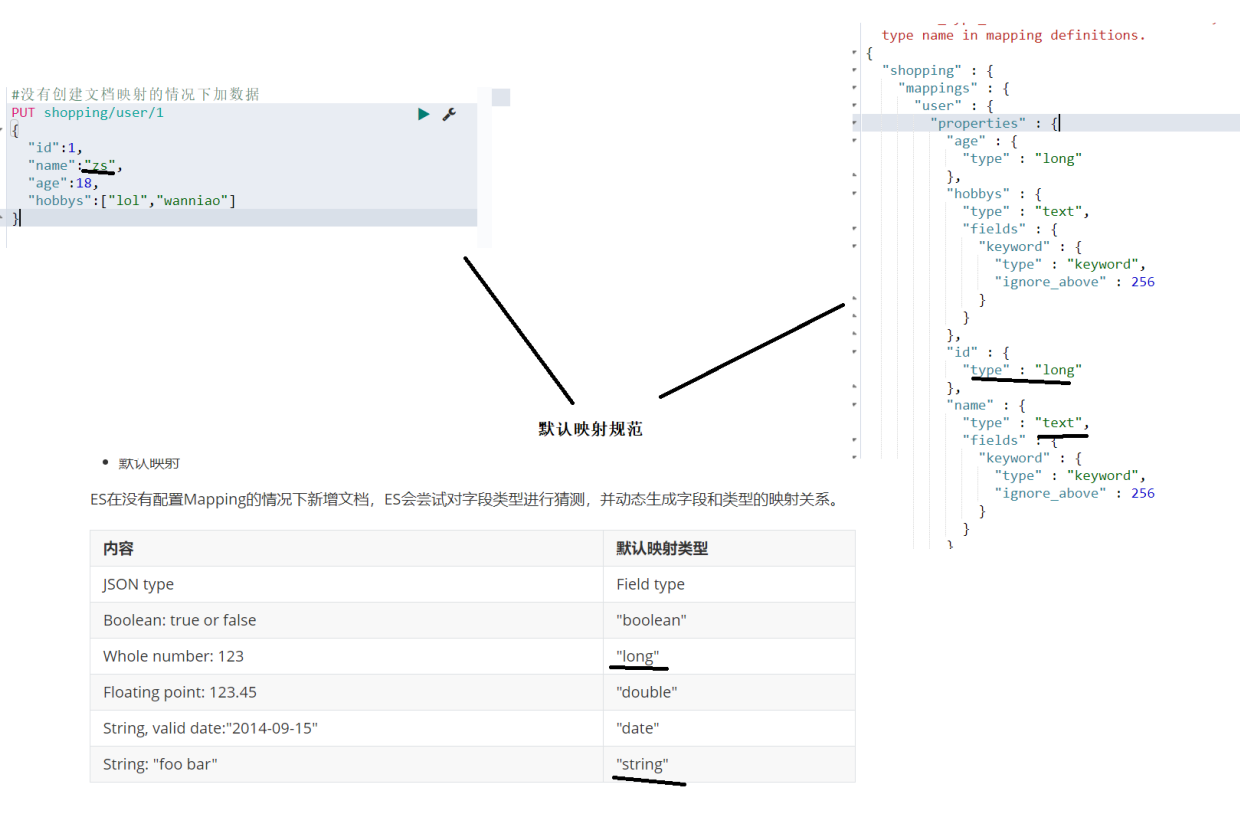 #没有创建文档映射的情况下加数据
PUT shopping/user/1
{
"id":1,
"name":"zs",
"age":18,
"hobbys":["lol","wanniao"]
}
type name in mapping definitions.
{
"shopping" : {
"mappings" : {
"user" : {
"properties" : {
"age" : {
"type" : "long"
},
"hobbys" : {
"type" : "text",
"fields" : {
"keyword" : {
"type" : "keyword",
"ignore_above" : 256
}
}
},
"id" : {
"type" : "long"
},
"name" : {
"type" : "text",
"fields" : {
"keyword" : {
"type" : "keyword",
"ignore_above" : 256
}
}
}
默认映射规范
默认映射
ES在没有配置Mapping的情况下新增文档，ES会尝试对字段类型进行猜测，并动态生成字段和类型的映射关系。
内容 默认映射类型
JSON type Field type
Boolean: true or false "boolean"
Whole number: 123 "long"
Floating point: 123.45 "double"
String, valid date:"2014-09-15" "date"
String: "foo bar" "string"